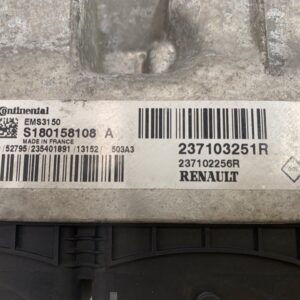 Continental
EMS3150
S180158108 A
MADE IN FRANCE
52795/235401891/13152 503A3
237103251R
237102256R
RENAULT